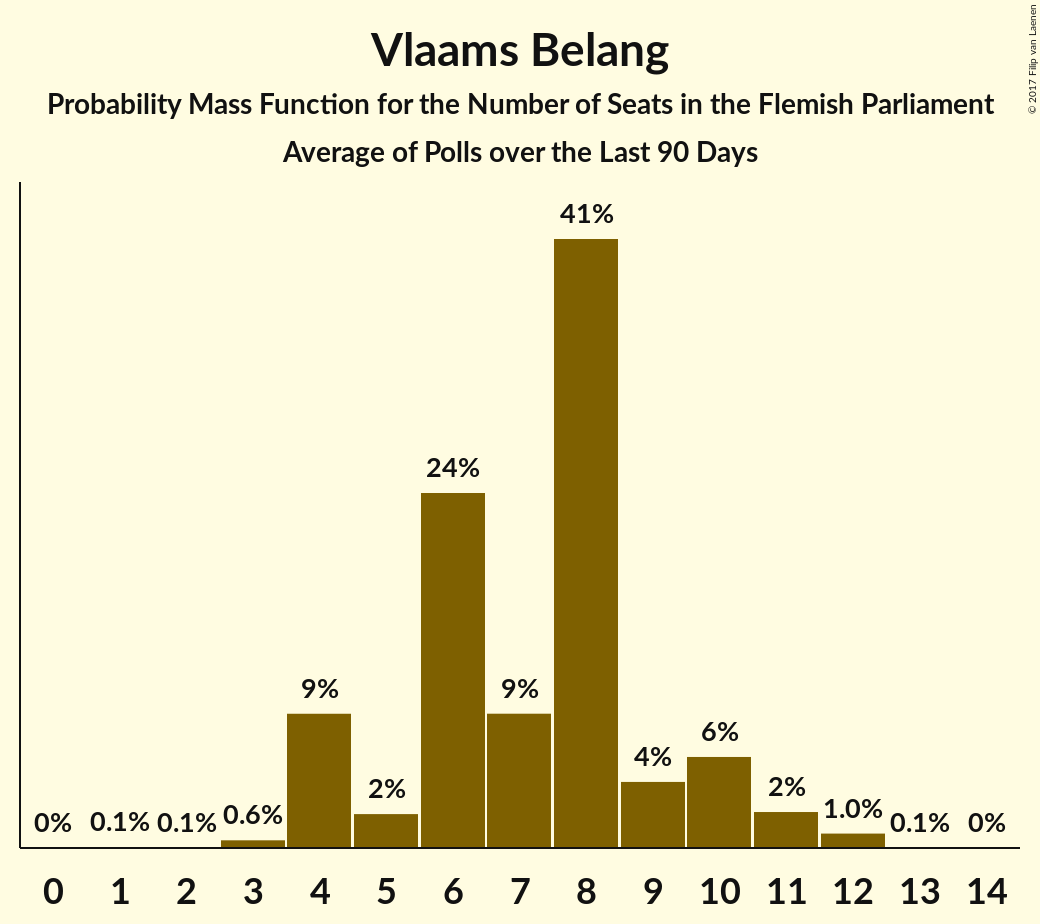 Vlaams Belang
Probability Mass Function for the Number of Seats in the Flemish Parliament
Average of Polls over the Last 90 Days
© 2017 Filip van Laenen
0% 0.1% 0.1% 0.6% 9% 2% 24% 9% 41% 4% 6% 2% 1.0% 0.1% 0%
0 1 2 3 4 5 6 7 8 9 10 11 12 13 14